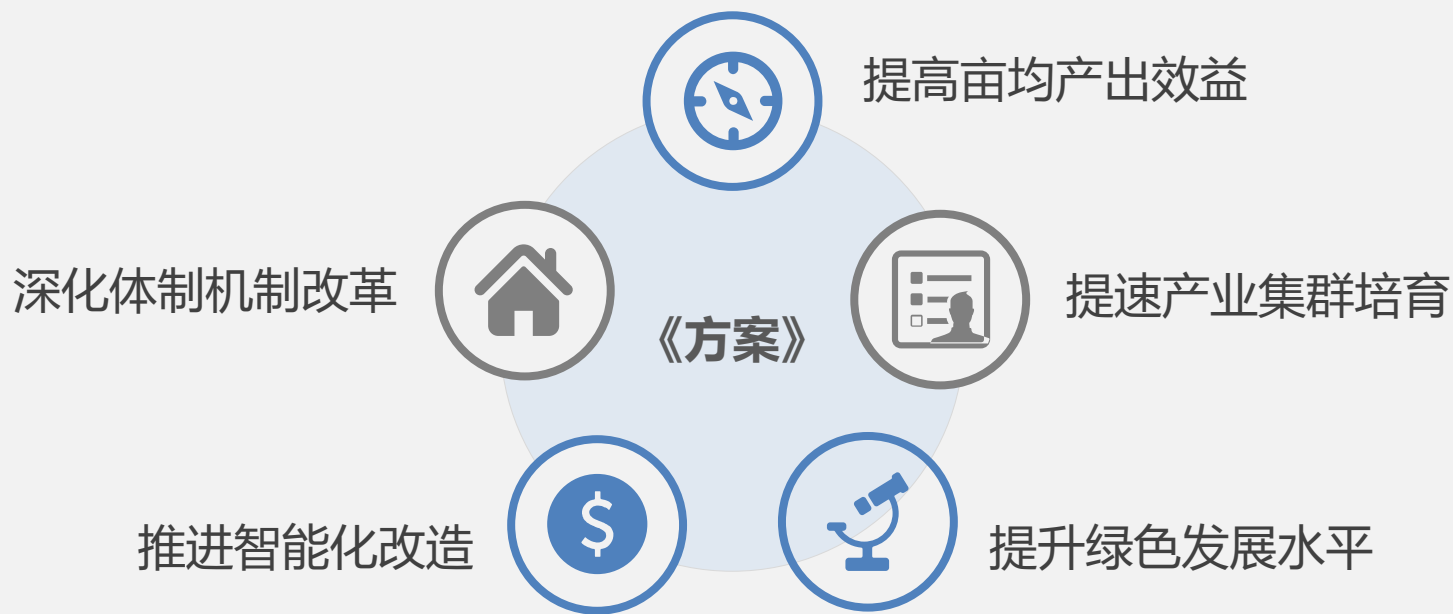 提高亩均产出效益
深化体制机制改革
提速产业集群培育
《方案》
推进智能化改造
提升绿色发展水平